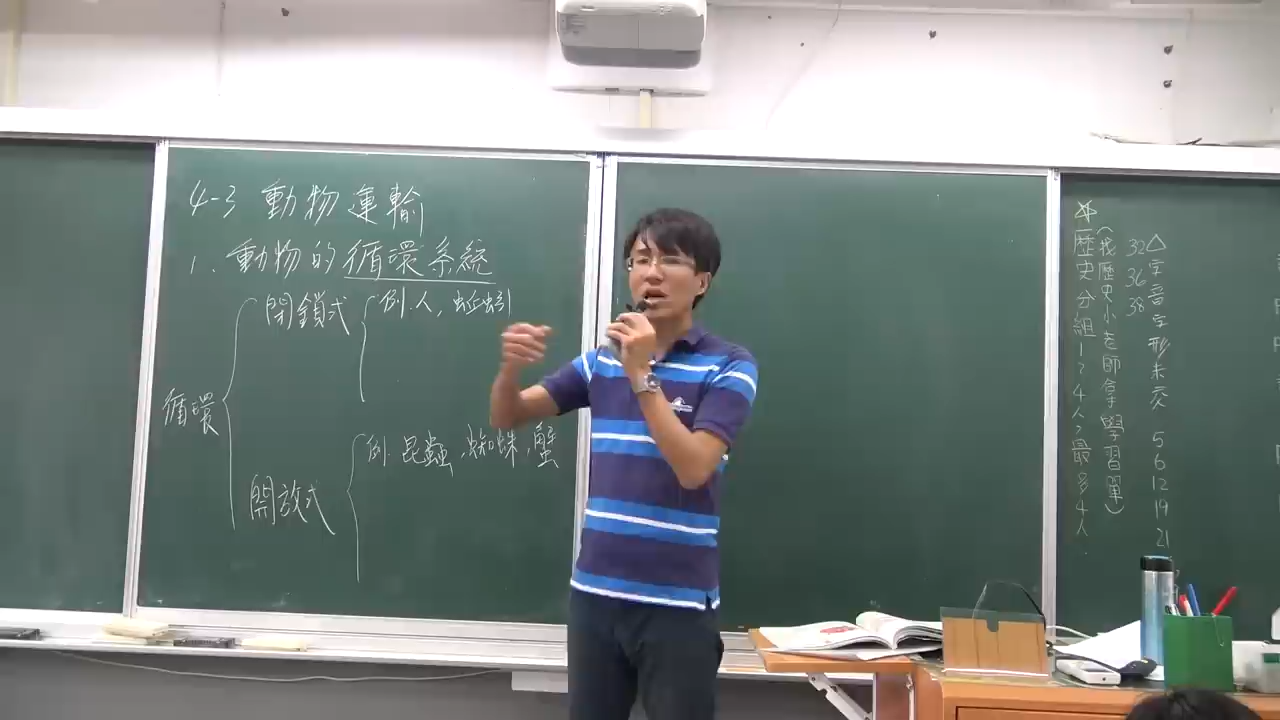 4-3 動物運輸
1. 動物的循環系統
循環
閉鎖式
例.人,蚯蚓
開放式
例.昆蟲,蜘蛛,蟹
△字音字形未交 5 6 12 19 21
32 36 38
(找歷史小老師拿學習單)
歷史分組1?4人,最多4人.